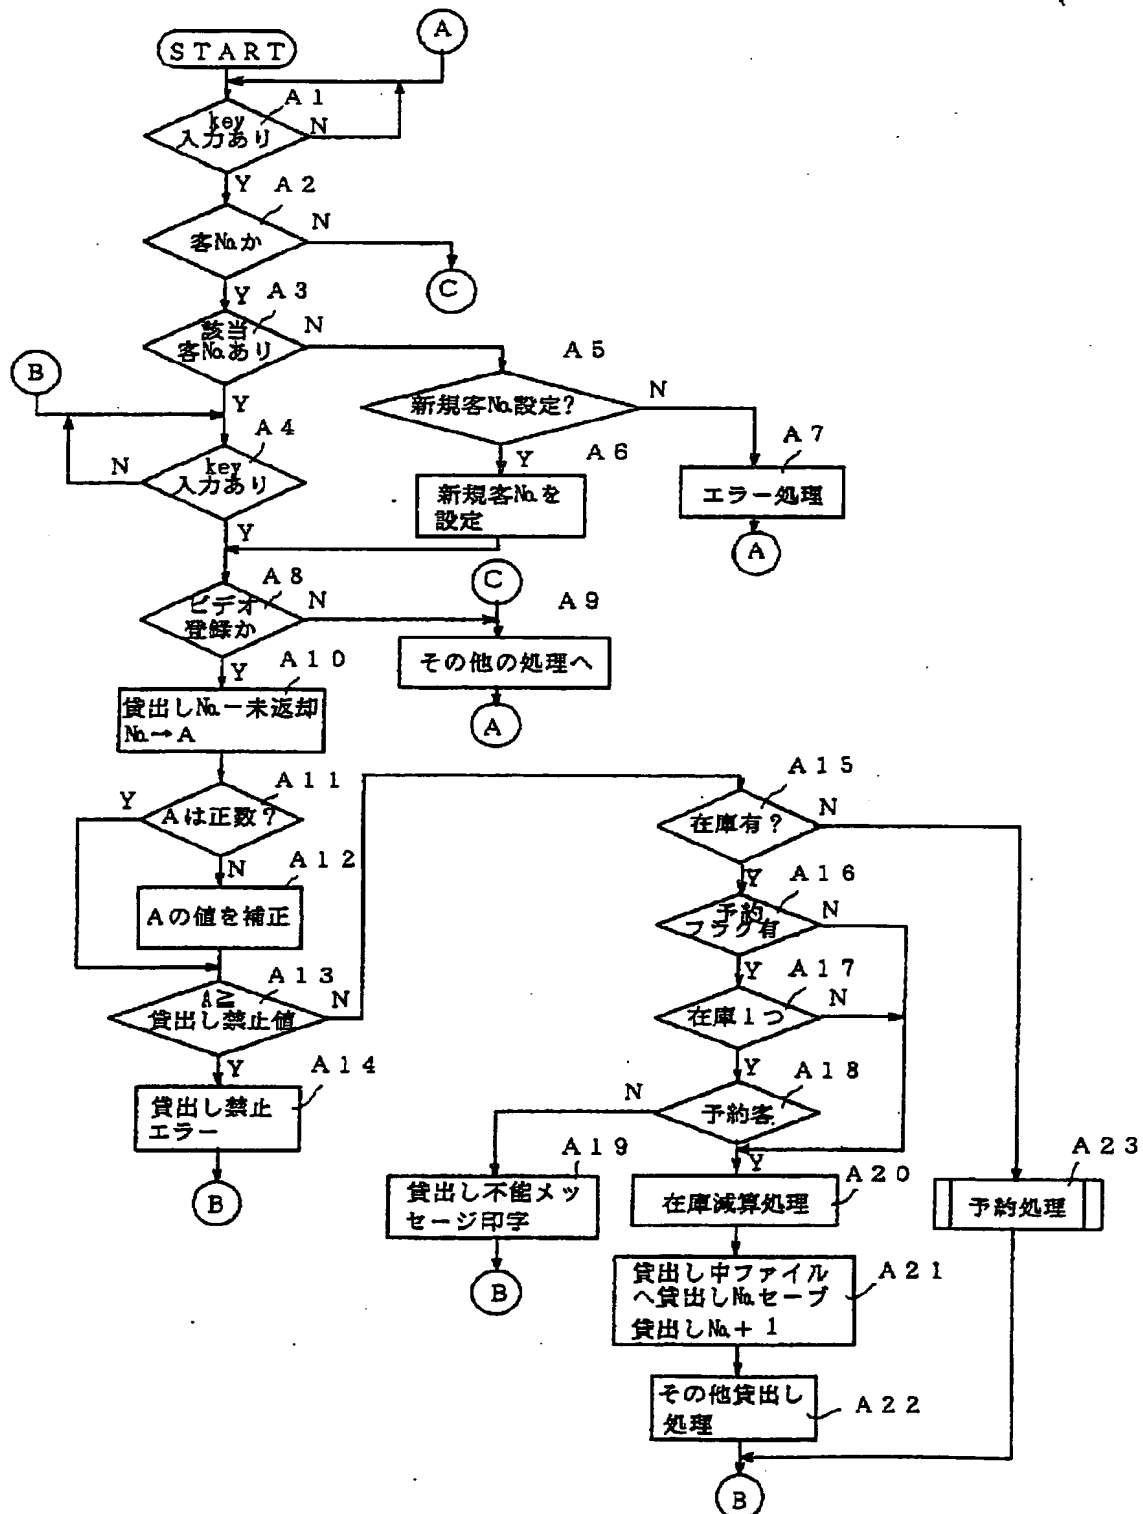 START
A
A1
key
入力あり
N
Y
A2
客No.か
N
C
Y
A3
該当
客No.あり
N
B
Y
A5
新規客No.設定?
N
A4
key
入力あり
N
Y
A6
新規客No.を
設定
A7
エラー処理
A
Y
A8
ビデオ
登録か
N
C
A9
その他の処理へ
A
Y
A10
貸出しNo.−未返却
No.→A
A11
Aは正数?
Y
N
A12
Aの値を補正
A13
A≧
貸出し禁止値
N
Y
A14
貸出し禁止
エラー
B
A15
在庫有?
N
Y
A16
予約
フラグ有
N
Y
A17
在庫1つ
N
Y
A18
予約客
N
Y
A19
貸出し不能メッ
セージ印字
B
A20
在庫減算処理
A23
予約処理
A21
貸出し中ファイル
へ貸出しNo.セーブ
貸出しNo.+1
A22
その他貸出し
処理
B